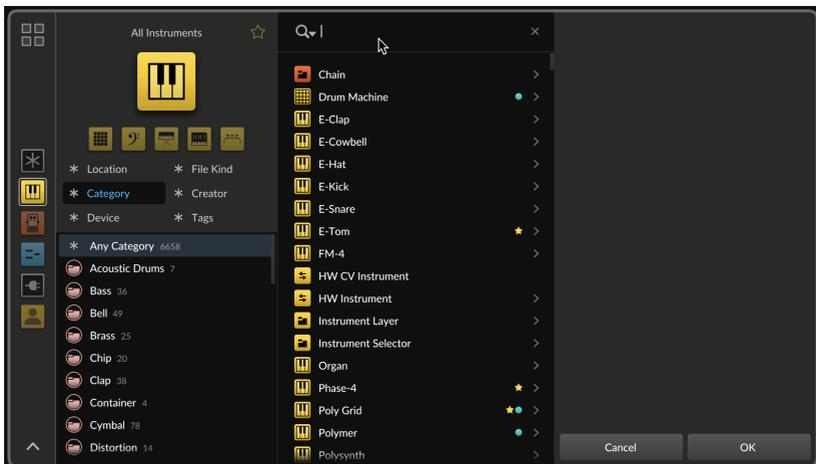 All Instruments
Location
File Kind
Category
Creator
Device
Tags
Any Category 6658
Acoustic Drums 7
Bass 36
Bell 49
Brass 25
Chip 20
Clap 38
Container 4
Cymbal 78
Distortion 14
Chain
Drum Machine
E-Clap
E-Cowbell
E-Hat
E-Kick
E-Snare
E-Tom
FM-4
HW CV Instrument
HW Instrument
Instrument Layer
Instrument Selector
Organ
Phase-4
Poly Grid
Polymer
Polysynth
Cancel
OK